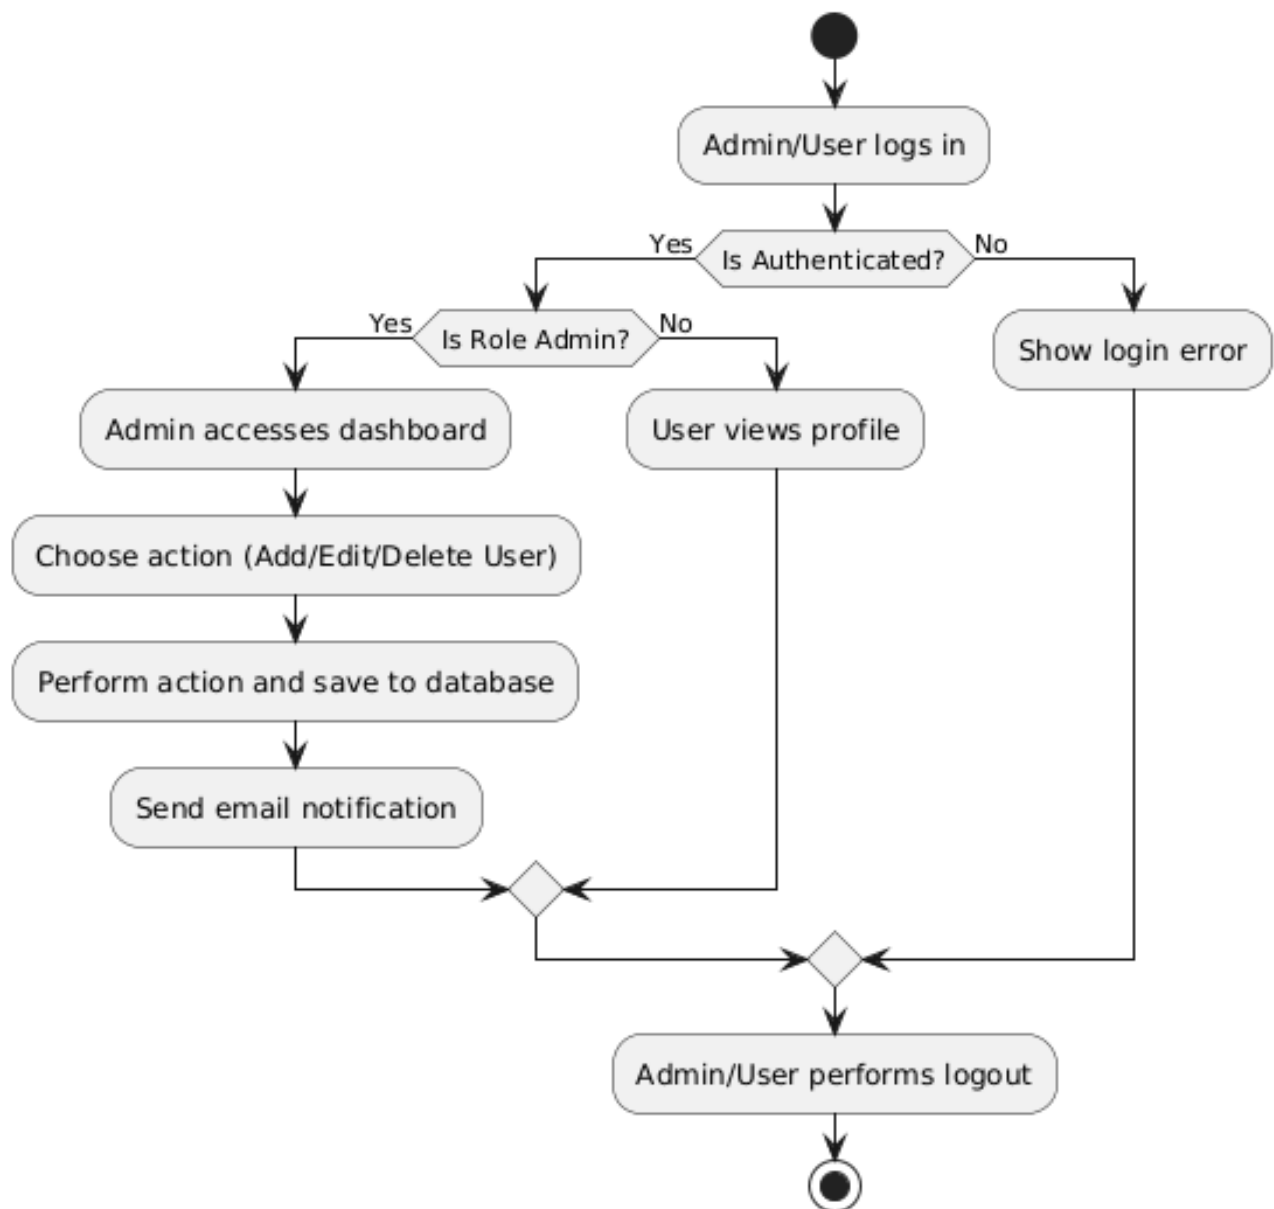 Admin/User logs in
Yes
Is Authenticated?
No
Yes
Is Role Admin?
No
Show login error
Admin accesses dashboard
User views profile
Choose action (Add/Edit/Delete User)
Perform action and save to database
Send email notification
Admin/User performs logout